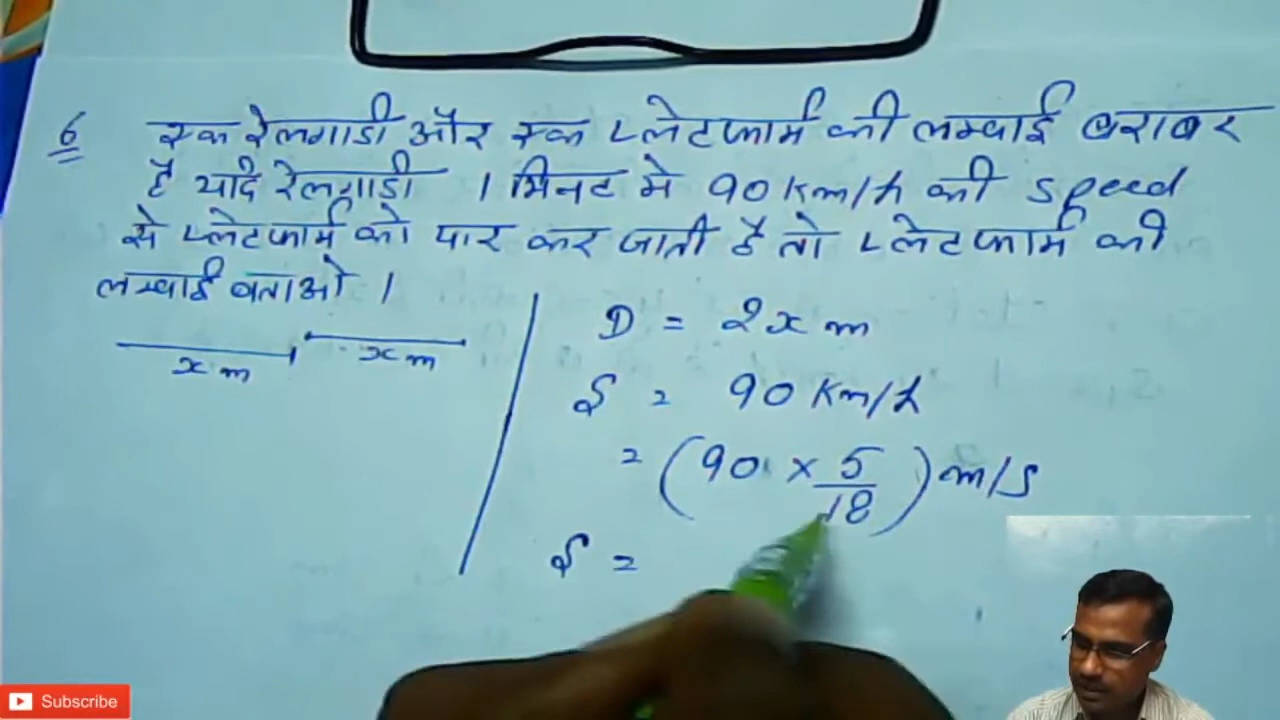 6 एक रेलगाडी और एक प्लेटफार्म की लम्बाई बराबर
है यदि रेलगाडी 1 मिनट मे 90 Km/h की speed
से प्लेटफार्म को पार कर जाती है तो प्लेटफार्म की
लम्बाई बताओ ।
x m x m
D = 2x m
S = 90 Km/h
= (90 × 5/18) m/s
S =
Subscribe